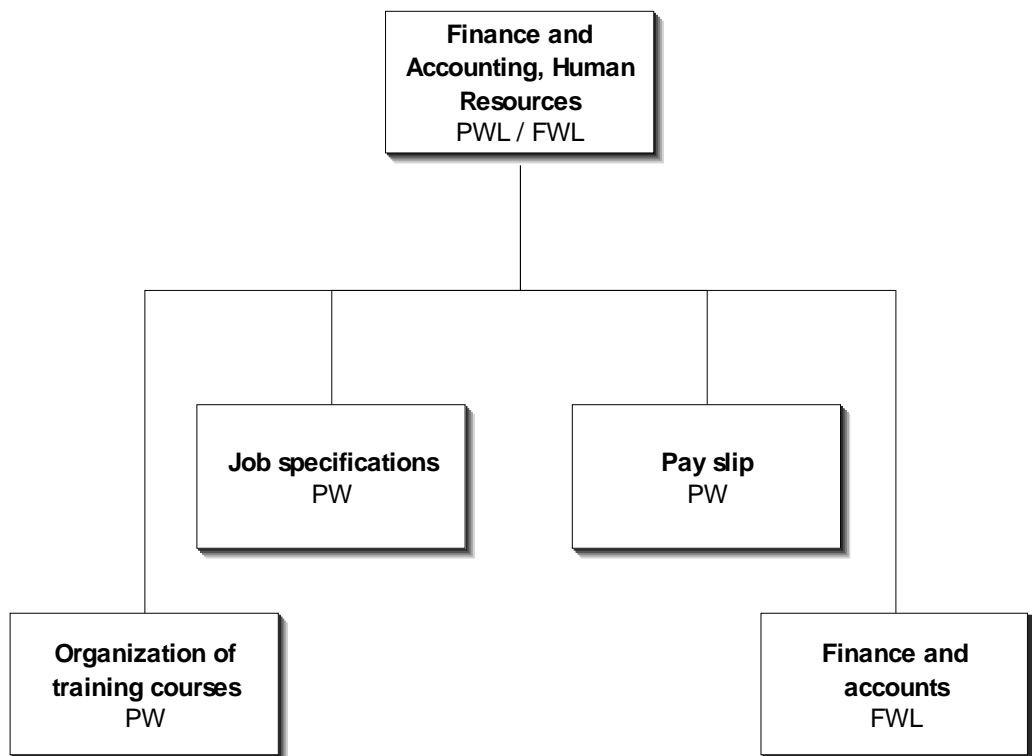 Finance and
Accounting, Human
Resources
PWL / FWL
Job specifications
PW
Pay slip
PW
Organization of
training courses
PW
Finance and
accounts
FWL